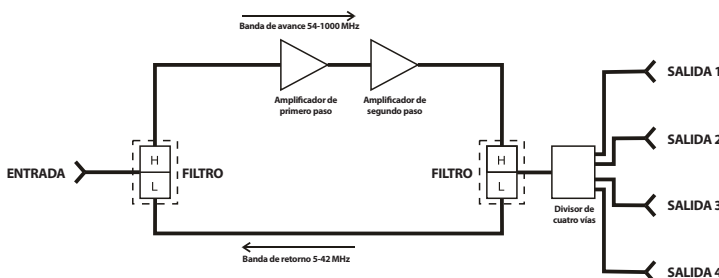 Banda de avance 54-1000 MHz
Amplificador de
primero paso
Amplificador de
segundo paso
SALIDA 1
SALIDA 2
SALIDA 3
SALIDA 4
ENTRADA
H
L
FILTRO
FILTRO
H
L
Divisor de
cuatro vías
Banda de retorno 5-42 MHz